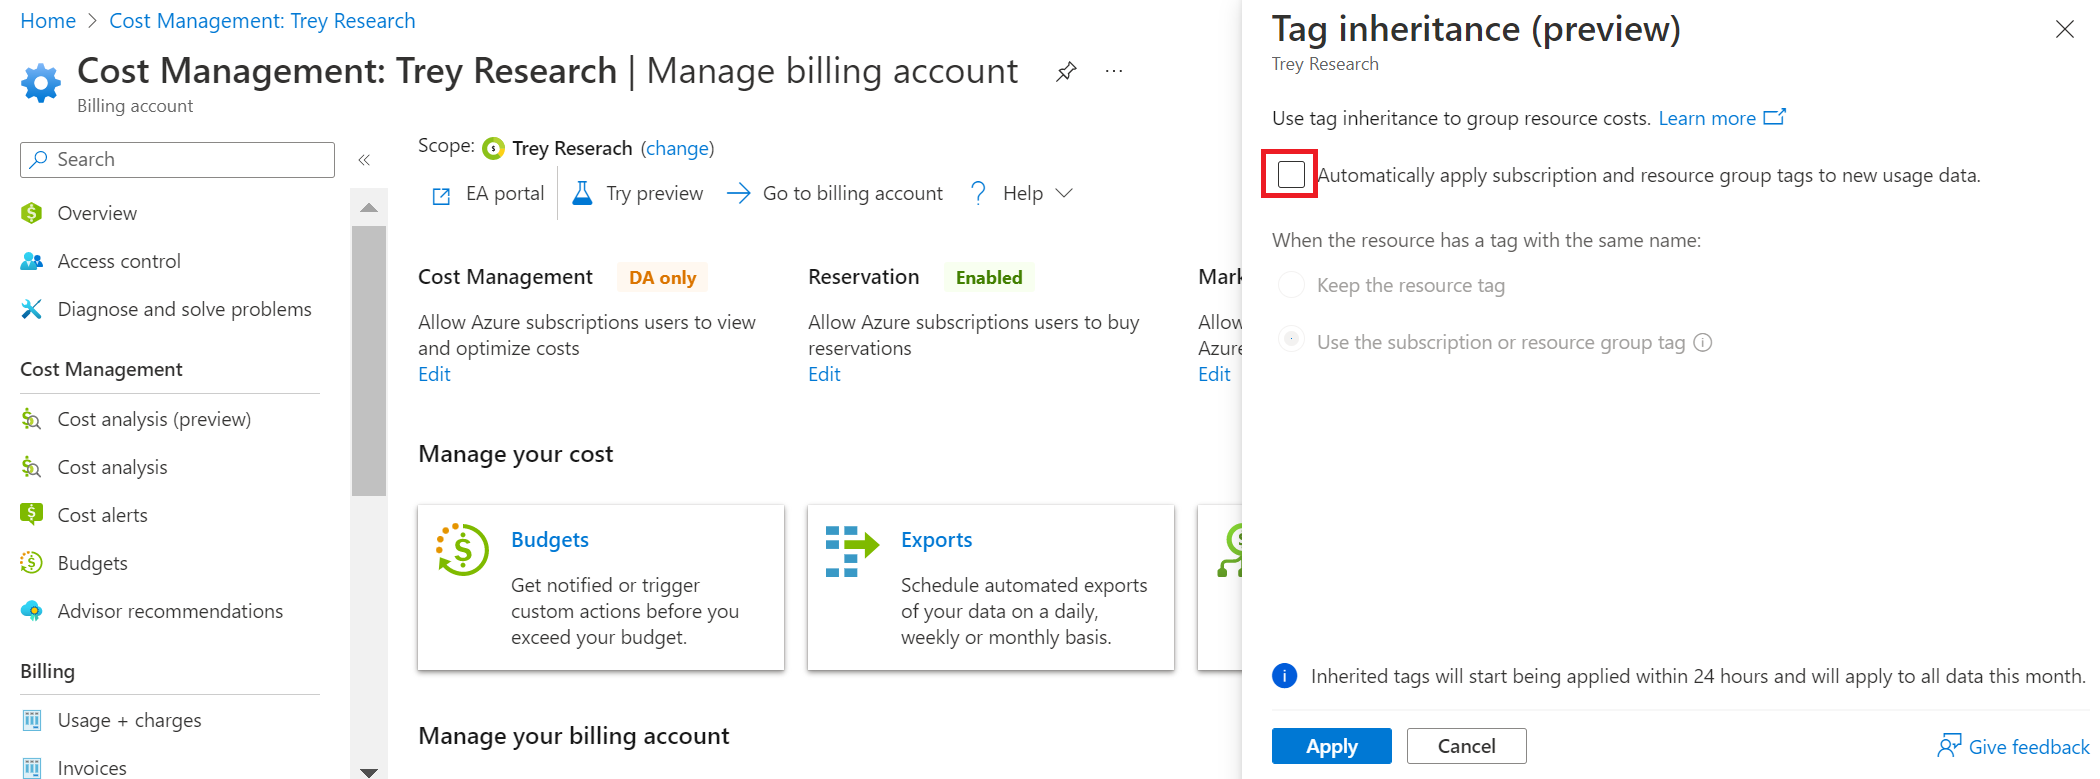 Home > Cost Management: Trey Research
Cost Management: Trey Research | Manage billing account
Billing account
Search
Overview
Access control
Diagnose and solve problems
Cost Management
Cost analysis (preview)
Cost analysis
Cost alerts
Budgets
Advisor recommendations
Billing
Usage + charges
Invoices
Scope: Trey Reserach (change)
EA portal
Try preview
Go to billing account
Help
Cost Management DA only
Allow Azure subscriptions users to view
and optimize costs
Edit
Reservation Enabled
Allow Azure subscriptions users to buy
reservations
Edit
Mark
Allow
Azure
Edit
Manage your cost
Budgets
Get notified or trigger
custom actions before you
exceed your budget.
Exports
Schedule automated exports
of your data on a daily,
weekly or monthly basis.
Manage your billing account
Tag inheritance (preview)
Trey Research
Use tag inheritance to group resource costs. Learn more
Automatically apply subscription and resource group tags to new usage data.
When the resource has a tag with the same name:
Keep the resource tag
Use the subscription or resource group tag
Inherited tags will start being applied within 24 hours and will apply to all data this month.
Apply
Cancel
Give feedback